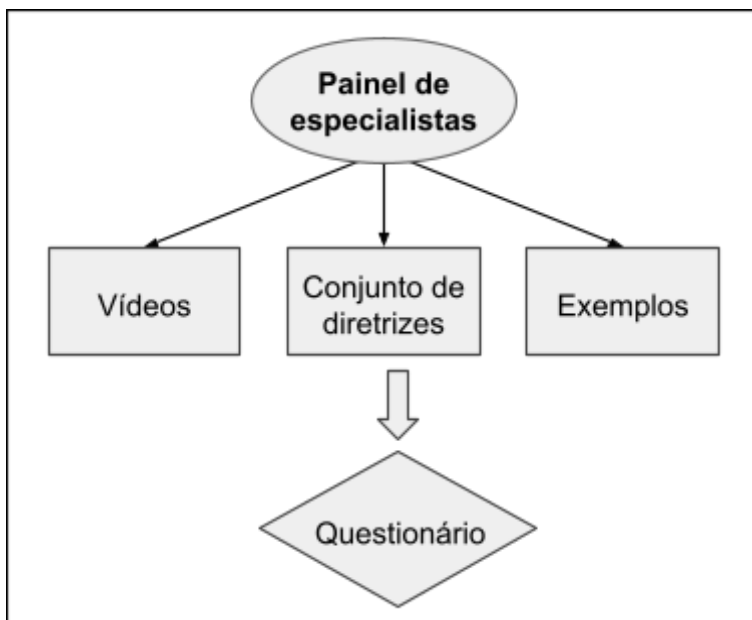 Painel de
especialistas
Vídeos
Conjunto de
diretrizes
Exemplos
Questionário